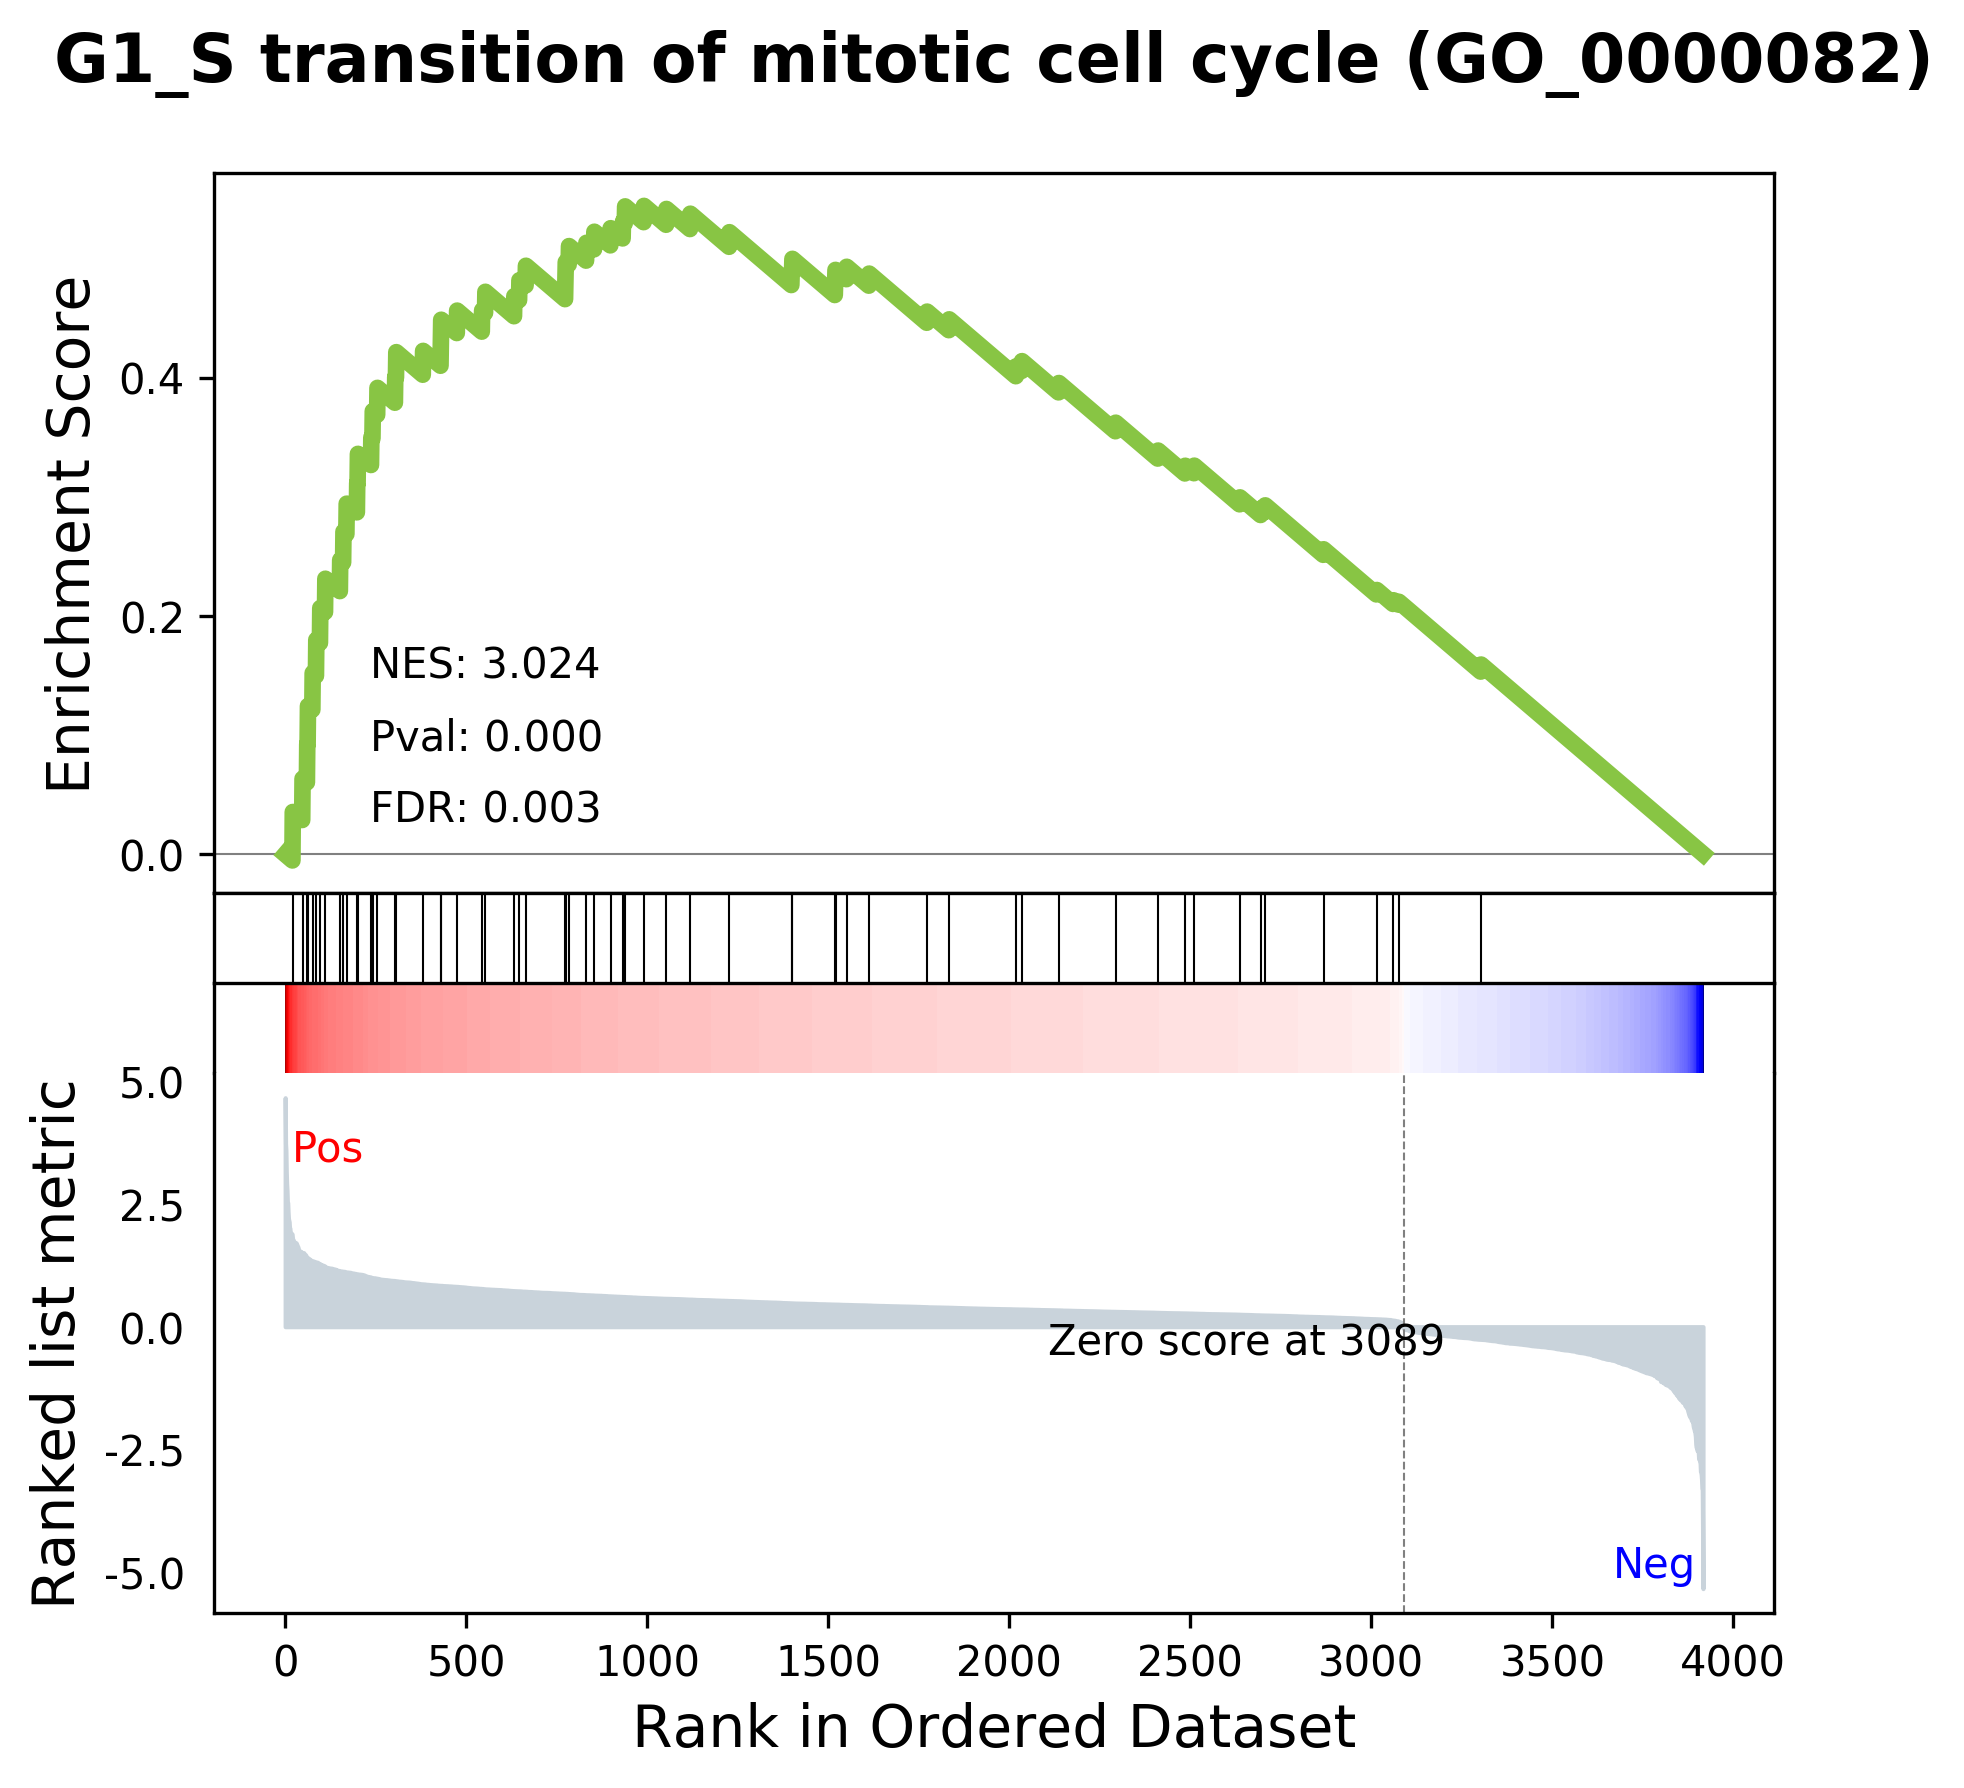 G1_S transition of mitotic cell cycle (GO_0000082)
Enrichment Score
0.4
0.2
0.0
NES: 3.024
Pval: 0.000
FDR: 0.003
Ranked list metric
5.0
2.5
0.0
-2.5
-5.0
Pos
Zero score at 3089
Neg
0 500 1000 1500 2000 2500 3000 3500 4000
Rank in Ordered Dataset